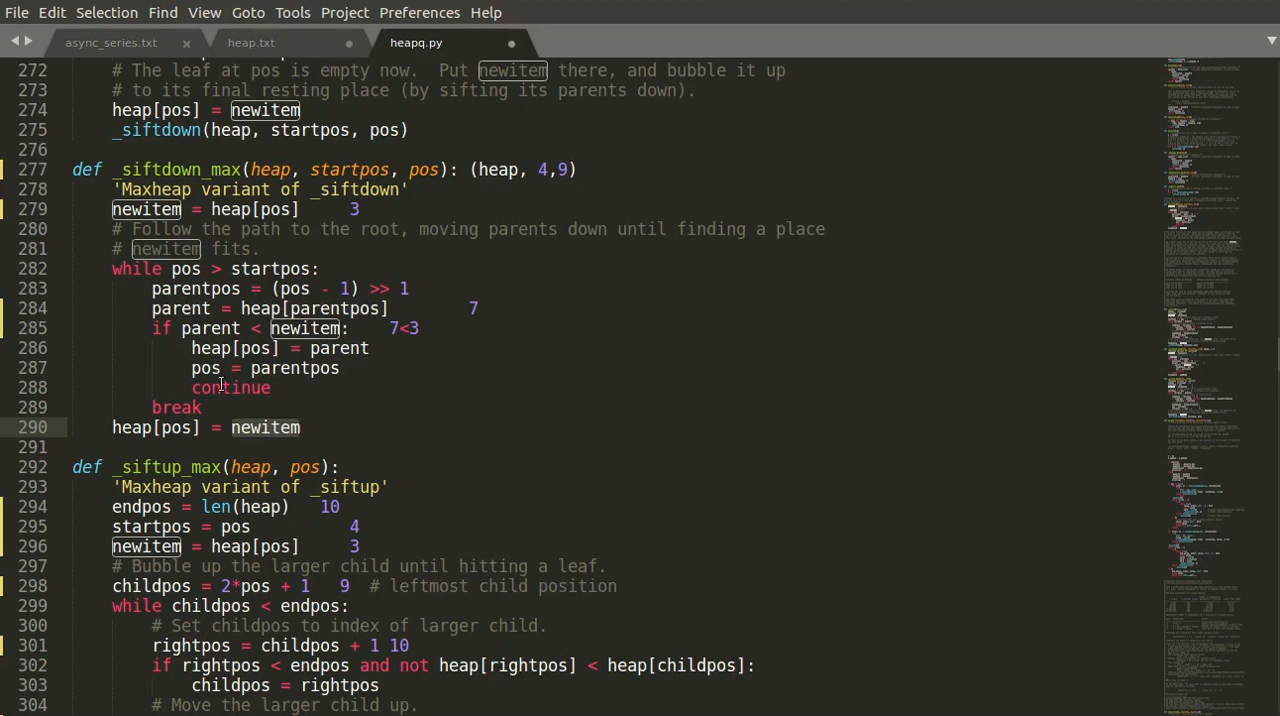 File Edit Selection Find View Goto Tools Project Preferences Help
async_series.txt × heap.txt heapq.py
272 # The leaf at pos is empty now.  Put newitem there, and bubble it up
273 # to its final resting place (by sifting its parents down).
274 heap[pos] = newitem
275 _siftdown(heap, startpos, pos)
276
277 def _siftdown_max(heap, startpos, pos): (heap, 4,9)
278 'Maxheap variant of _siftdown'
279 newitem = heap[pos] 3
280 # Follow the path to the root, moving parents down until finding a place
281 # newitem fits.
282 while pos > startpos:
283 parentpos = (pos - 1) >> 1
284 parent = heap[parentpos] 7
285 if parent < newitem: 7<3
286 heap[pos] = parent
287 pos = parentpos
288 continue
289 break
290 heap[pos] = newitem
291
292 def _siftup_max(heap, pos):
293 'Maxheap variant of _siftup'
294 endpos = len(heap) 10
295 startpos = pos 4
296 newitem = heap[pos] 3
297 # Bubble up the larger child until hitting a leaf.
298 childpos = 2*pos + 1 9 # leftmost child position
299 while childpos < endpos:
300 # Set childpos to index of larger child.
301 rightpos = childpos + 1 10
302 if rightpos < endpos and not heap[rightpos] < heap[childpos]:
303 childpos = rightpos
304 # Move the larger child up.